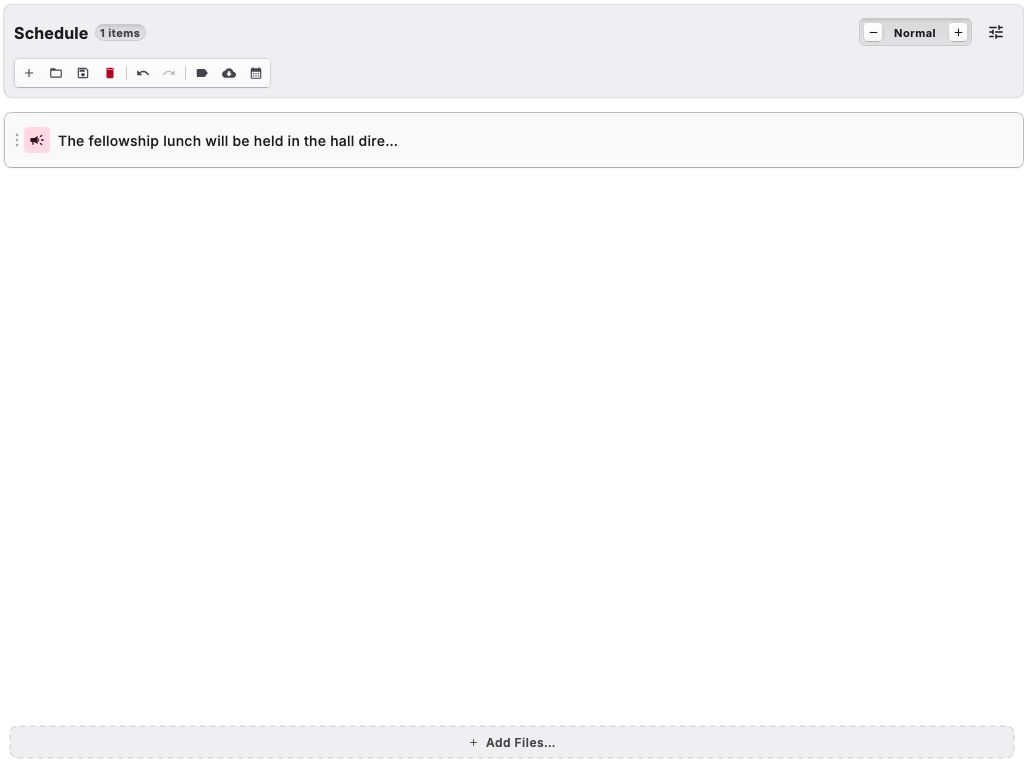 Schedule 1 items
Normal
The fellowship lunch will be held in the hall dire...
+ Add Files...